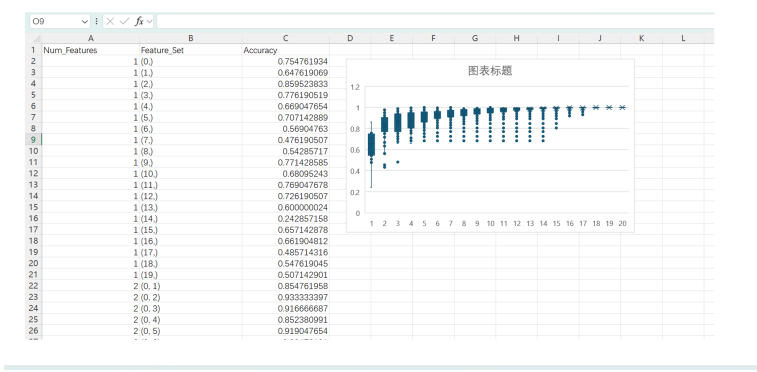 O9 fx
A B C D E F G H I J K L
1 Num_Features Feature_Set Accuracy
2 1 (0,) 0.754761934
3 1 (1,) 0.647619069
4 1 (2,) 0.859523833
5 1 (3,) 0.776190519
6 1 (4,) 0.669047654
7 1 (5,) 0.707142889
8 1 (6,) 0.56904763
9 1 (7,) 0.476190507
10 1 (8,) 0.54285717
11 1 (9,) 0.771428585
12 1 (10,) 0.68095243
13 1 (11,) 0.769047678
14 1 (12,) 0.726190507
15 1 (13,) 0.600000024
16 1 (14,) 0.242857158
17 1 (15,) 0.657142878
18 1 (16,) 0.661904812
19 1 (17,) 0.485714316
20 1 (18,) 0.547619045
21 1 (19,) 0.507142901
22 2 (0, 1) 0.854761958
23 2 (0, 2) 0.933333397
24 2 (0, 3) 0.916666687
25 2 (0, 4) 0.852380991
26 2 (0, 5) 0.919047654
图表标题
1.2
1
0.8
0.6
0.4
0.2
0
1 2 3 4 5 6 7 8 9 10 11 12 13 14 15 16 17 18 19 20